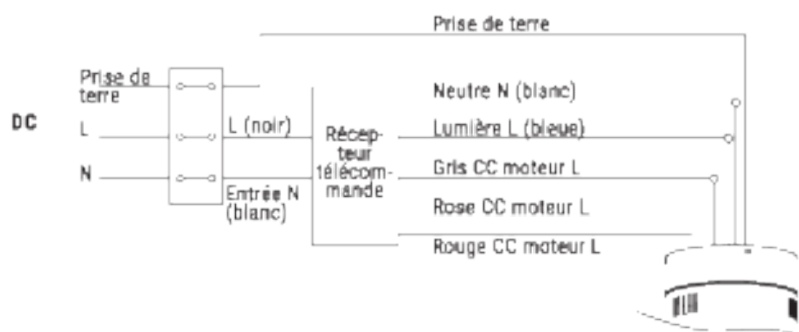 Prise de terre
Prise de
terre
Neutre N (blanc)
DC
L
L (noir)
Récep-
teur
télécom-
mande
Lumière L (bleue)
N
Entrée N
(blanc)
Gris CC moteur L
Rose CC moteur L
Rouge CC moteur L